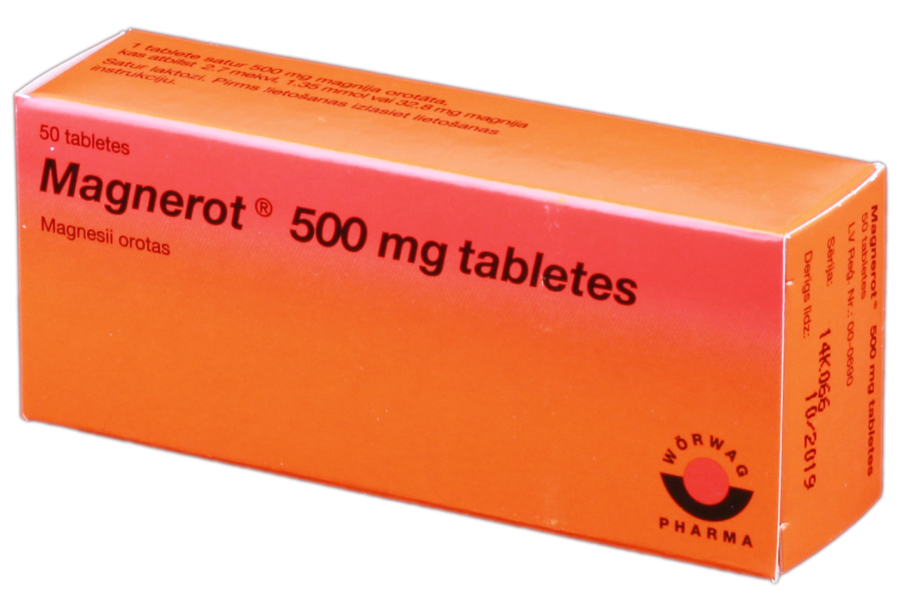 1 tablete satur 500 mg magnija orotāta,
kas atbilst 2.7 mekvi, 1.35 mmol vai 32.8 mg magnija
Satur laktozi. Pirms lietošanas izlasiet lietošanas
instrukciju.
50 tabletes
Magnerot® 500 mg tabletes
Magnesii orotas
WÖRWAG
PHARMA
Magnerot® 500 mg tabletes
50 tabletes
LV Reģ. Nr.: 00-0690
Sērija: 14K066
Derīgs līdz: 10/2019